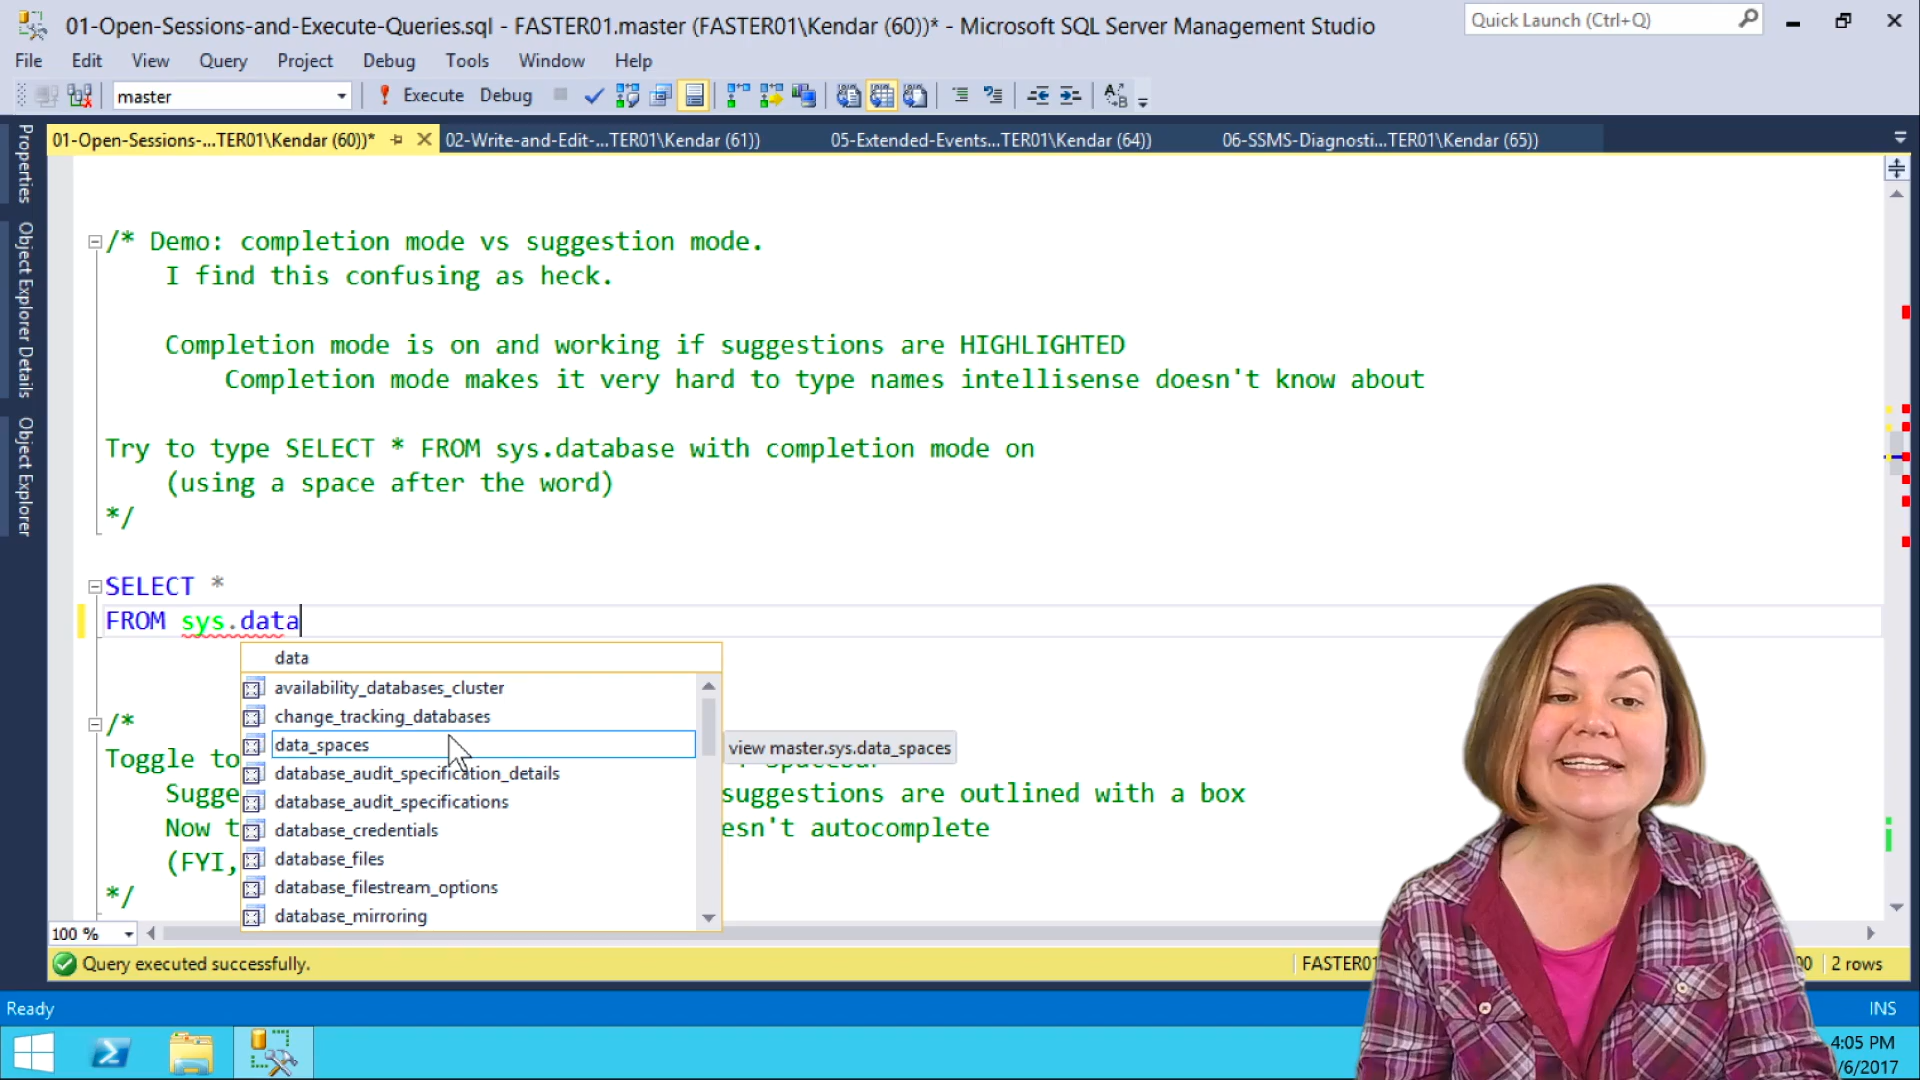 01-Open-Sessions-and-Execute-Queries.sql - FASTER01.master (FASTER01\Kendar (60))* - Microsoft SQL Server Management Studio
Quick Launch (Ctrl+Q)
File Edit View Query Project Debug Tools Window Help
master Execute Debug
01-Open-Sessions-...TER01\Kendar (60))* 02-Write-and-Edit-...TER01\Kendar (61)) 05-Extended-Events...TER01\Kendar (64)) 06-SSMS-Diagnosti...TER01\Kendar (65))
Properties
Object Explorer Details
Object Explorer
/* Demo: completion mode vs suggestion mode.
I find this confusing as heck.
Completion mode is on and working if suggestions are HIGHLIGHTED
Completion mode makes it very hard to type names intellisense doesn't know about
Try to type SELECT * FROM sys.database with completion mode on
(using a space after the word)
*/
SELECT *
FROM sys.data
data
availability_databases_cluster
change_tracking_databases
data_spaces
database_audit_specification_details
database_audit_specifications
database_credentials
database_files
database_filestream_options
database_mirroring
view master.sys.data_spaces
/*
Toggle to
Sugge suggestions are outlined with a box
Now t esn't autocomplete
(FYI,
*/
100 %
Query executed successfully. FASTER01 00 2 rows
Ready INS
4:05 PM
/6/2017